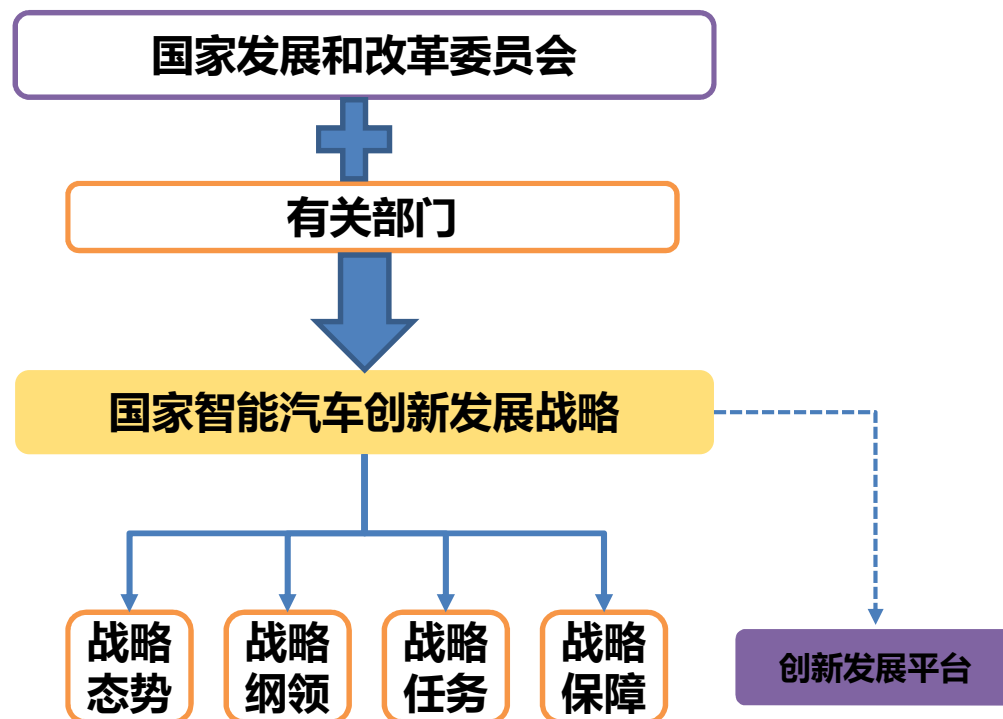 国家发展和改革委员会
有关部门
国家智能汽车创新发展战略
战略
态势
战略
纲领
战略
任务
战略
保障
创新发展平台